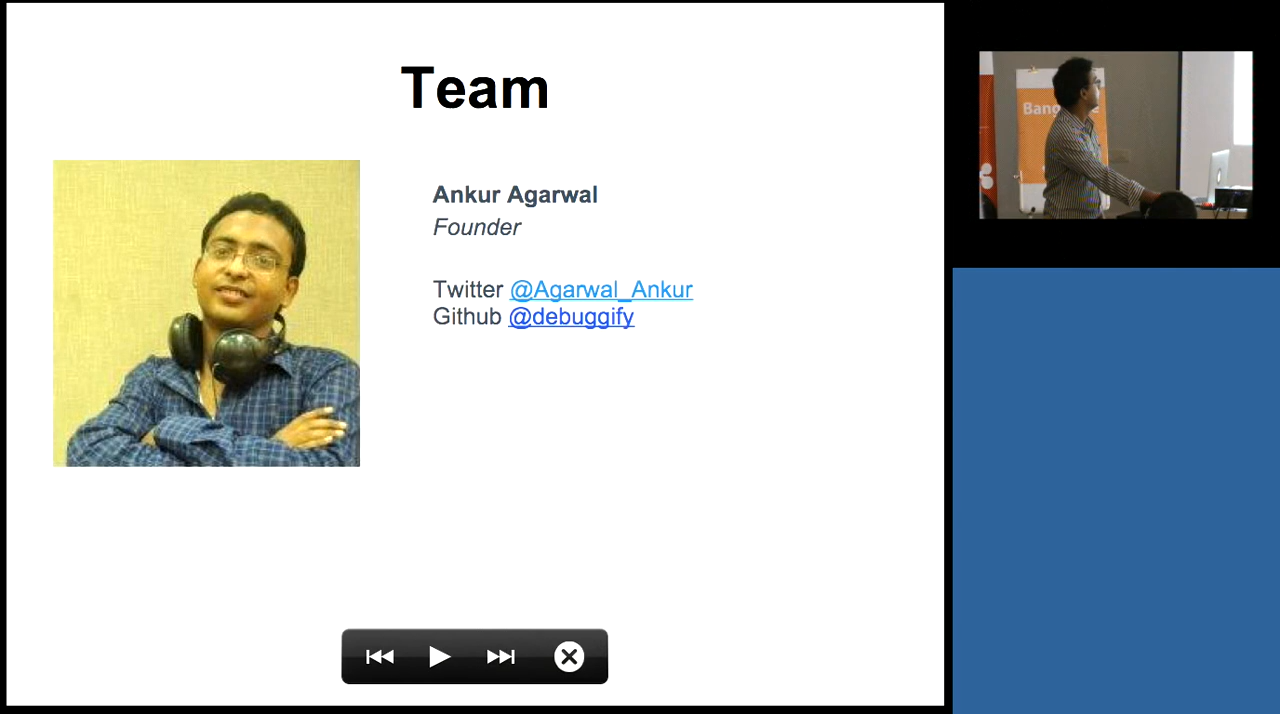 Team
Ankur Agarwal
Founder
Twitter @Agarwal_Ankur
Github @debuggify